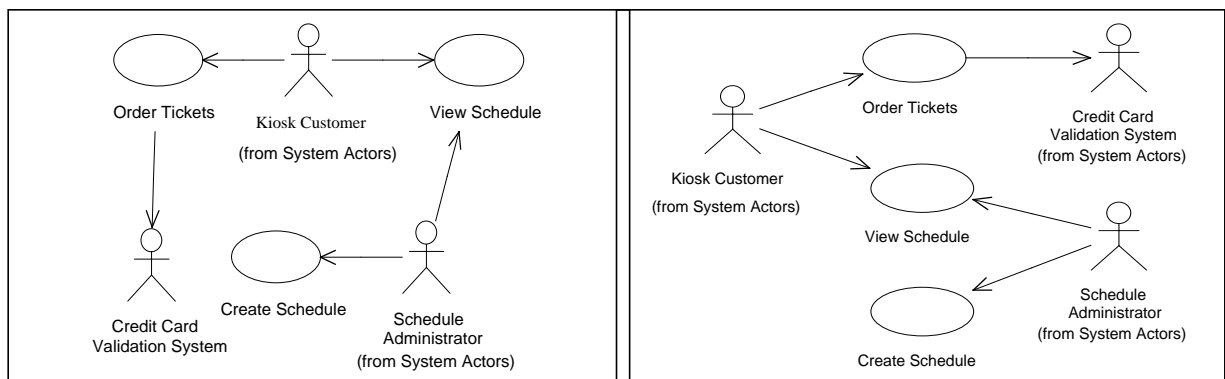 Order Tickets
Kiosk Customer
(from System Actors)
View Schedule
Create Schedule
Credit Card
Validation System
Schedule
Administrator
(from System Actors)
Order Tickets
Credit Card
Validation System
(from System Actors)
Kiosk Customer
(from System Actors)
View Schedule
Schedule
Administrator
(from System Actors)
Create Schedule